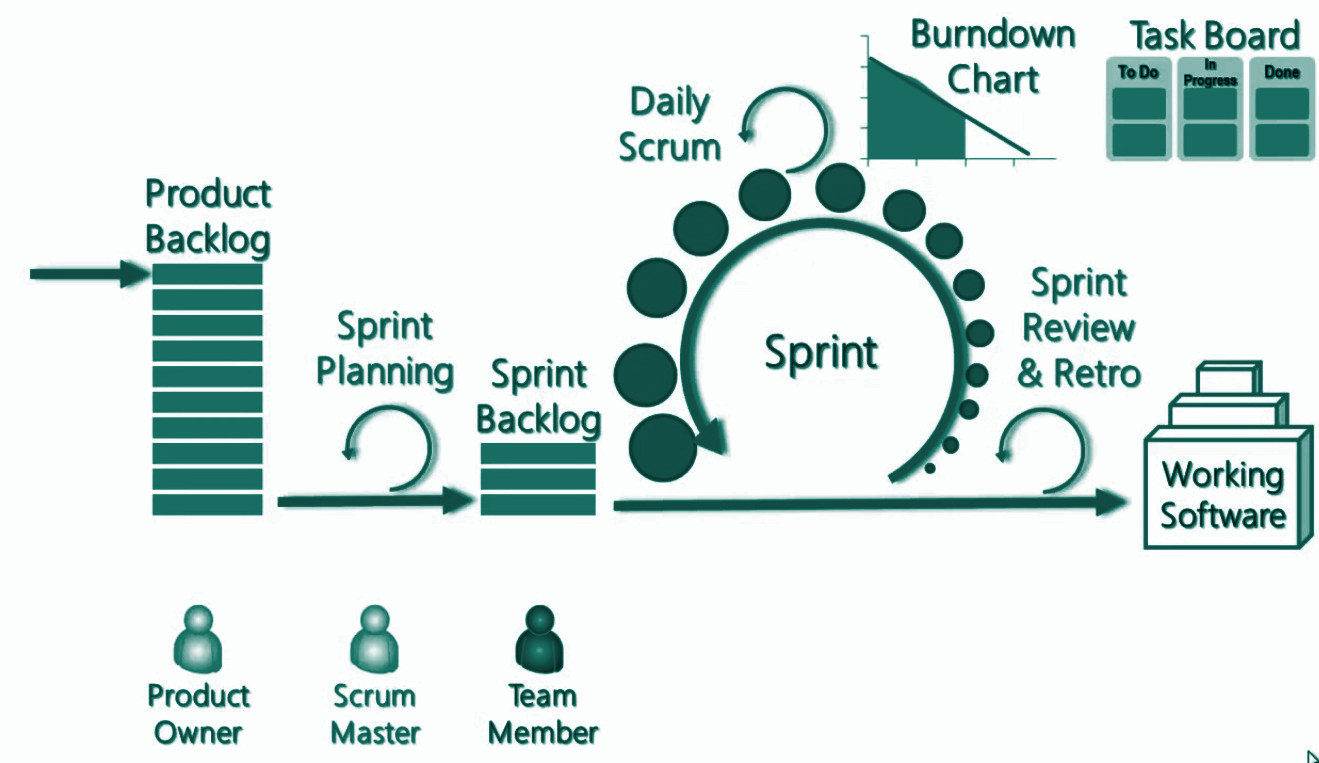 Burndown
Chart
Task Board
To Do
In
Progress
Done
Daily
Scrum
Product
Backlog
Sprint
Planning
Sprint
Backlog
Sprint
Sprint
Review
& Retro
Working
Software
Product
Owner
Scrum
Master
Team
Member